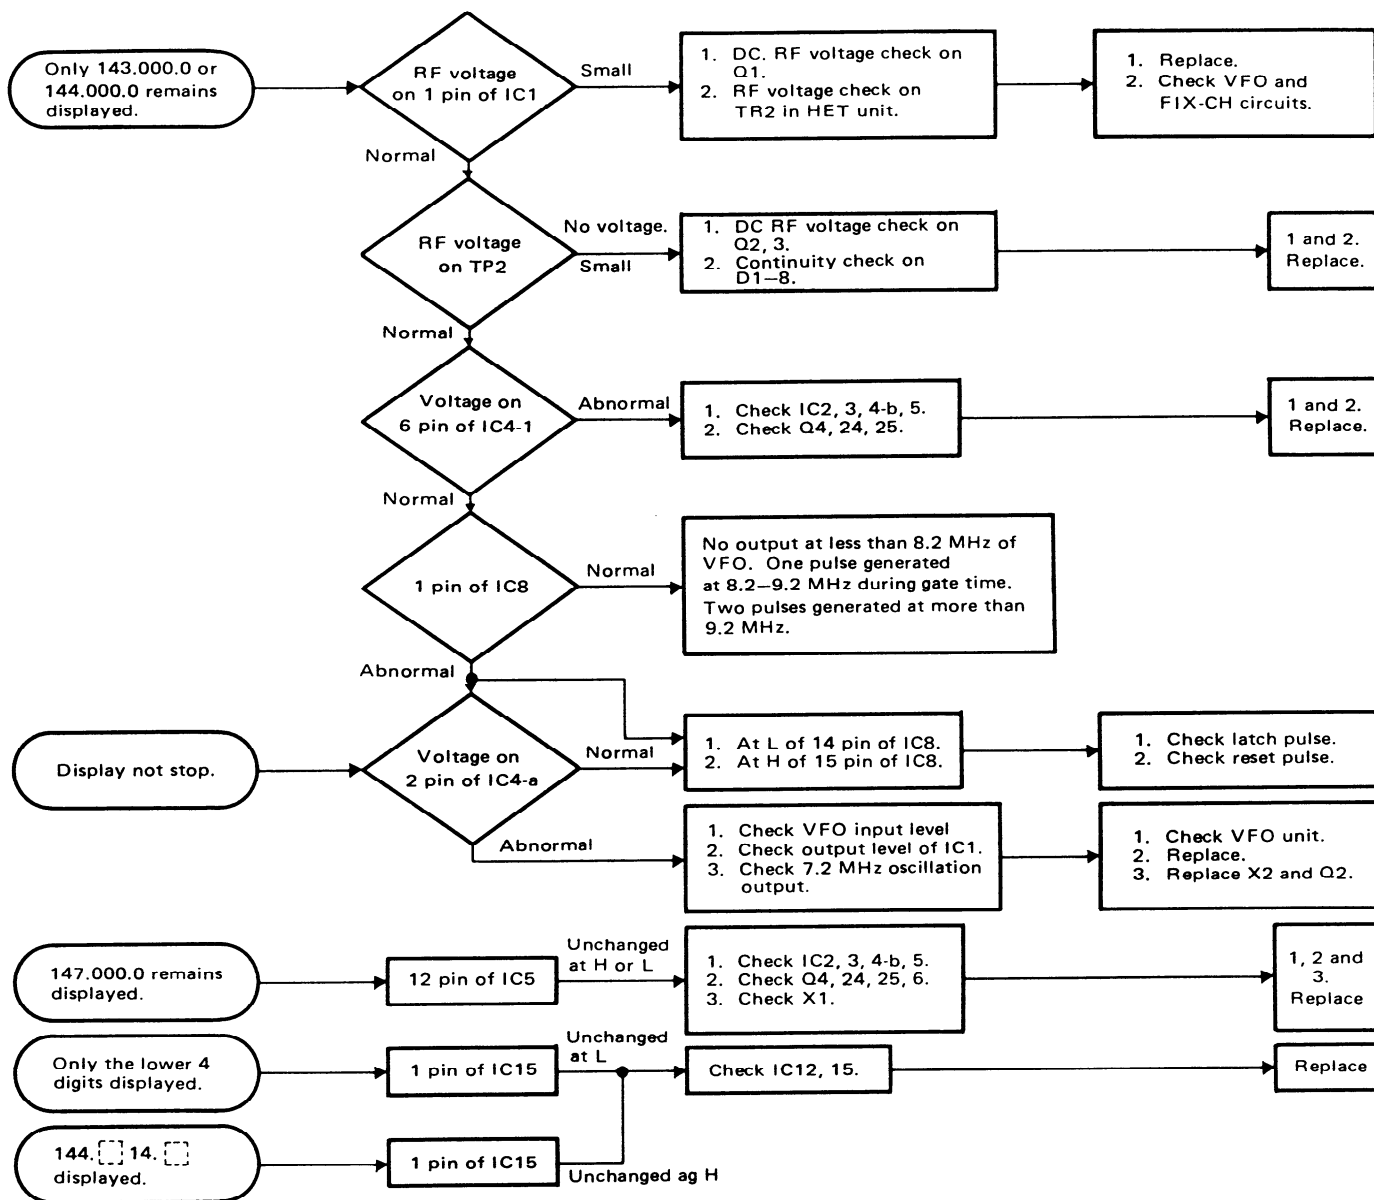 Only 143.000.0 or
144.000.0 remains
displayed.
RF voltage
on 1 pin of IC1
Small
1. DC. RF voltage check on
Q1.
2. RF voltage check on
TR2 in HET unit.
1. Replace.
2. Check VFO and
FIX-CH circuits.
Normal
RF voltage
on TP2
No voltage.
Small
1. DC RF voltage check on
Q2, 3.
2. Continuity check on
D1–8.
1 and 2.
Replace.
Normal
Voltage on
6 pin of IC4-1
Abnormal
1. Check IC2, 3, 4-b, 5.
2. Check Q4, 24, 25.
1 and 2.
Replace.
Normal
1 pin of IC8
Normal
No output at less than 8.2 MHz of
VFO. One pulse generated
at 8.2–9.2 MHz during gate time.
Two pulses generated at more than
9.2 MHz.
Abnormal
Display not stop.
Voltage on
2 pin of IC4-a
Normal
1. At L of 14 pin of IC8.
2. At H of 15 pin of IC8.
1. Check latch pulse.
2. Check reset pulse.
Abnormal
1. Check VFO input level
2. Check output level of IC1.
3. Check 7.2 MHz oscillation
output.
1. Check VFO unit.
2. Replace.
3. Replace X2 and Q2.
147.000.0 remains
displayed.
12 pin of IC5
Unchanged
at H or L
1. Check IC2, 3, 4-b, 5.
2. Check Q4, 24, 25, 6.
3. Check X1.
1, 2 and
3.
Replace
Only the lower 4
digits displayed.
1 pin of IC15
Unchanged
at L
Check IC12, 15.
Replace
144. 14.
displayed.
1 pin of IC15
Unchanged ag H